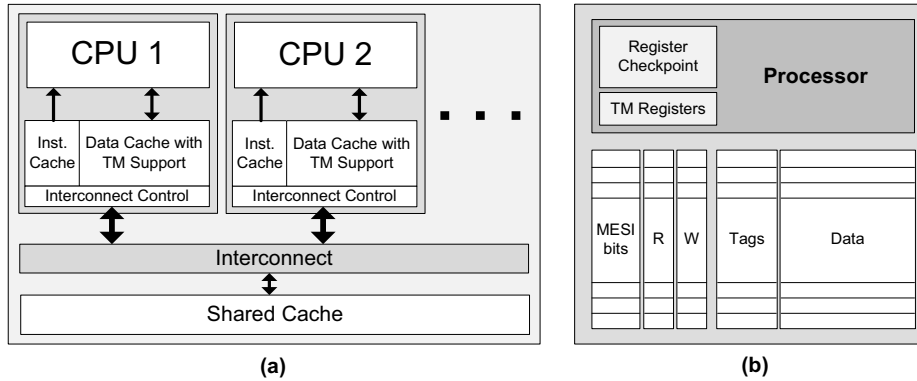 CPU 1
Inst.
Cache
Data Cache with
TM Support
Interconnect Control
CPU 2
Inst.
Cache
Data Cache with
TM Support
Interconnect Control
Interconnect
Shared Cache
(a)
Register
Checkpoint
TM Registers
Processor
MESI
bits
R
W
Tags
Data
(b)